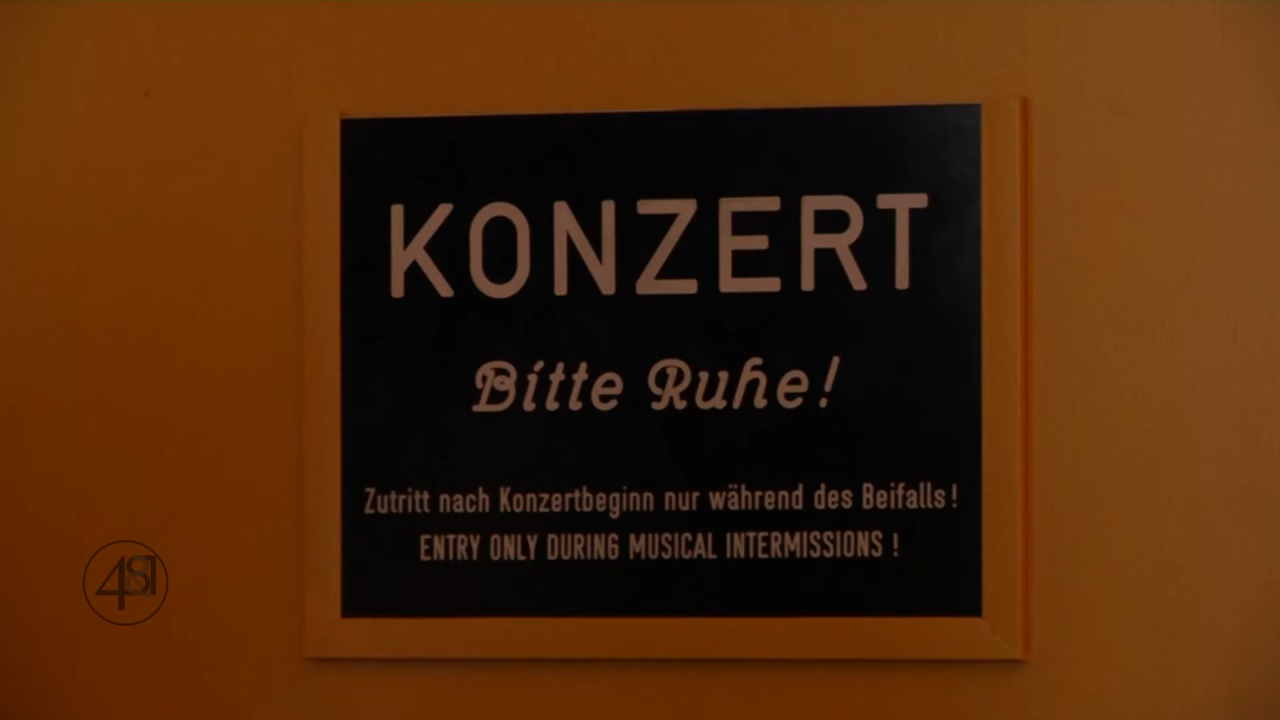 KONZERT
Bitte Ruhe!
Zutritt nach Konzertbeginn nur während des Beifalls!
ENTRY ONLY DURING MUSICAL INTERMISSIONS !